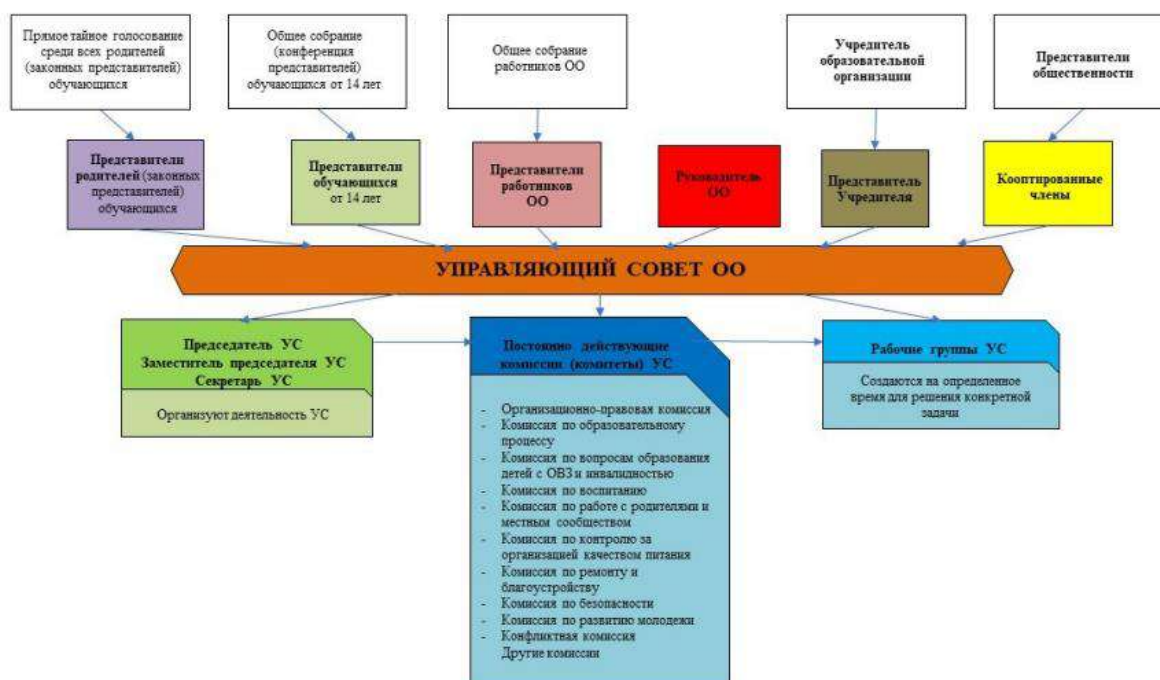 Прямое тайное голосование
среди всех родителей
(законных представителей)
обучающихся
Общее собрание
(конференция
представителей)
обучающихся от 14 лет
Общее собрание
работников ОО
Учредитель
образовательной
организации
Представители
общественности
Представители
родителей (законных
представителей)
обучающихся
Представители
обучающихся
от 14 лет
Представители
работников
ОО
Руководитель
ОО
Представитель
Учредителя
Кооптированные
члены
УПРАВЛЯЮЩИЙ СОВЕТ ОО
Председатель УС
Заместитель председателя УС
Секретарь УС
Организуют деятельность УС
Постоянно действующие
комиссии (комитеты) УС
- Организационно-правовая комиссия
- Комиссия по образовательному
процессу
- Комиссия по вопросам образования
детей с ОВЗ и инвалидностью
- Комиссия по воспитанию
- Комиссия по работе с родителями и
местным сообществом
- Комиссия по контролю за
организацией качеством питания
- Комиссия по ремонту и
благоустройству
- Комиссия по безопасности
- Комиссия по развитию молодежи
- Конфликтная комиссия
Другие комиссии
Рабочие группы УС
Создаются на определенное
время для решения конкретной
задачи